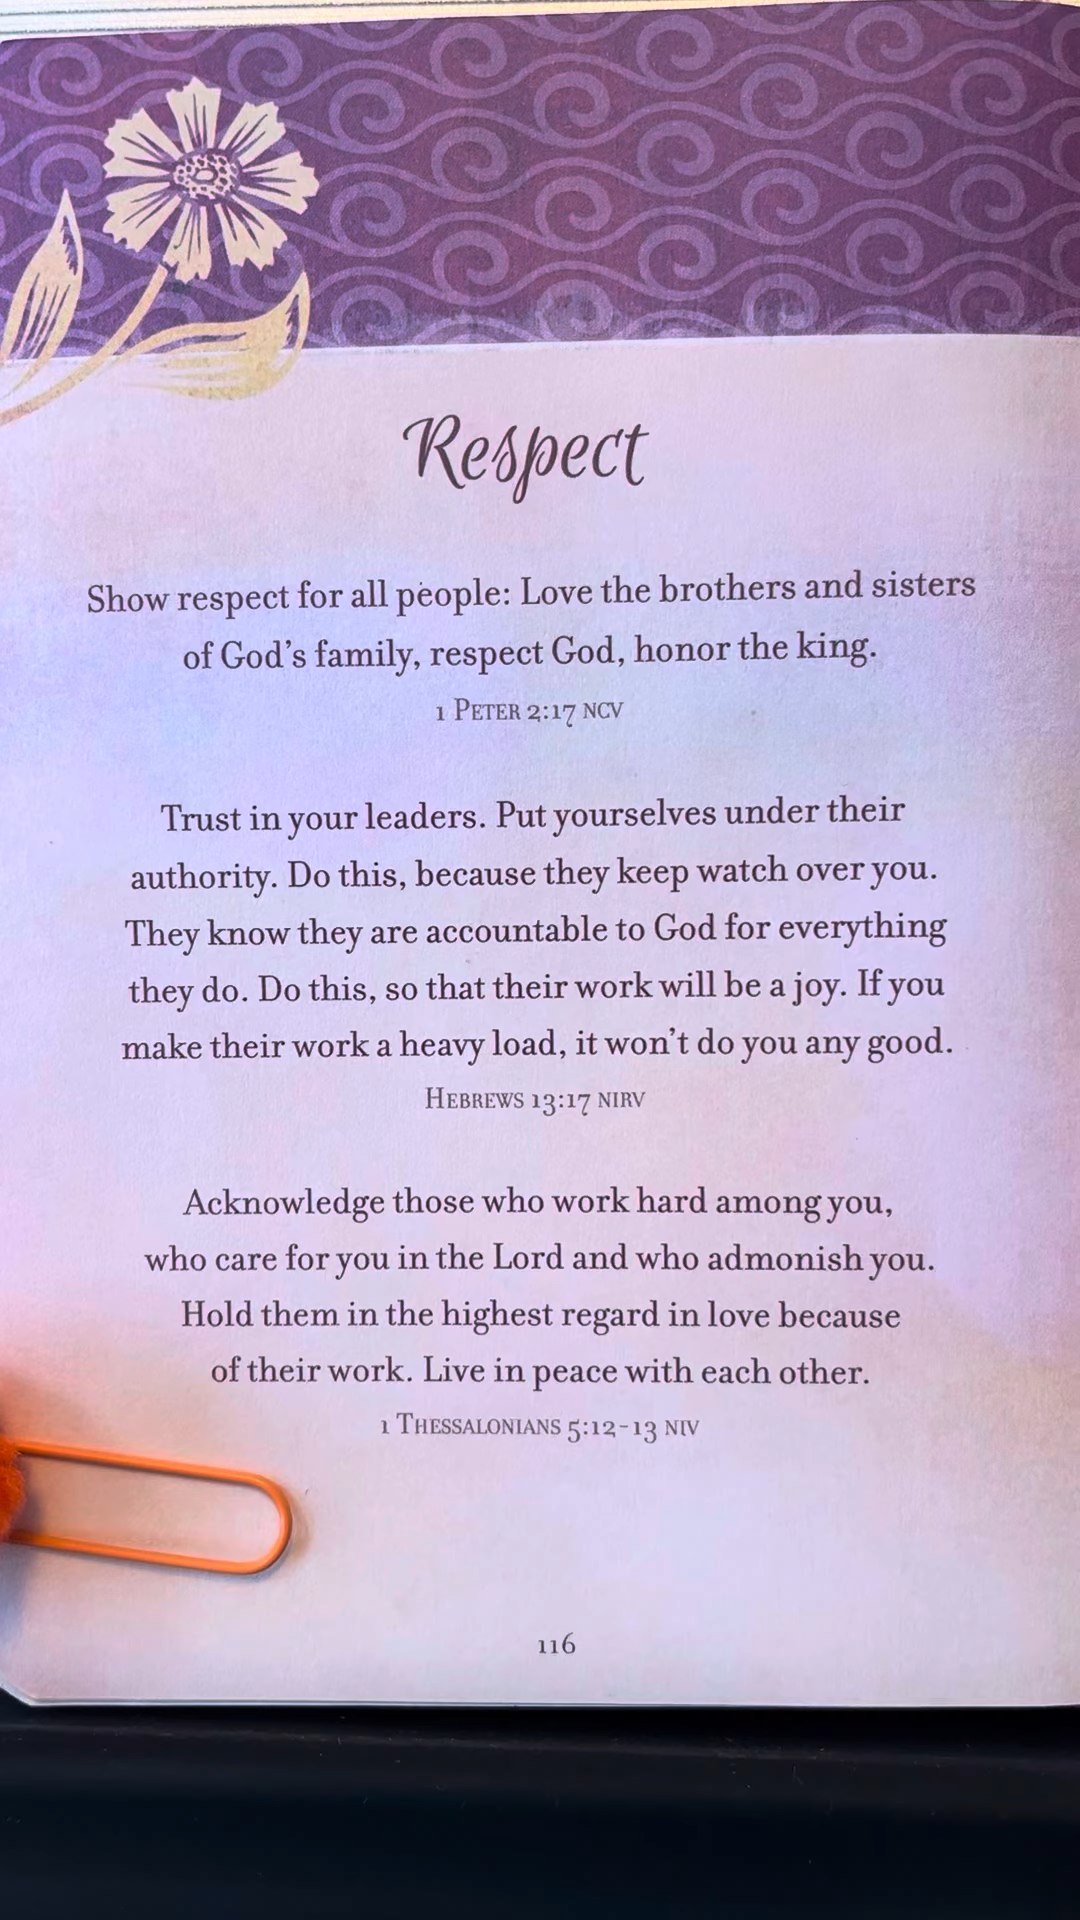 Respect
Show respect for all people: Love the brothers and sisters
of God’s family, respect God, honor the king.
1 Peter 2:17 NCV
Trust in your leaders. Put yourselves under their
authority. Do this, because they keep watch over you.
They know they are accountable to God for everything
they do. Do this, so that their work will be a joy. If you
make their work a heavy load, it won’t do you any good.
Hebrews 13:17 NIRV
Acknowledge those who work hard among you,
who care for you in the Lord and who admonish you.
Hold them in the highest regard in love because
of their work. Live in peace with each other.
1 Thessalonians 5:12-13 NIV
116